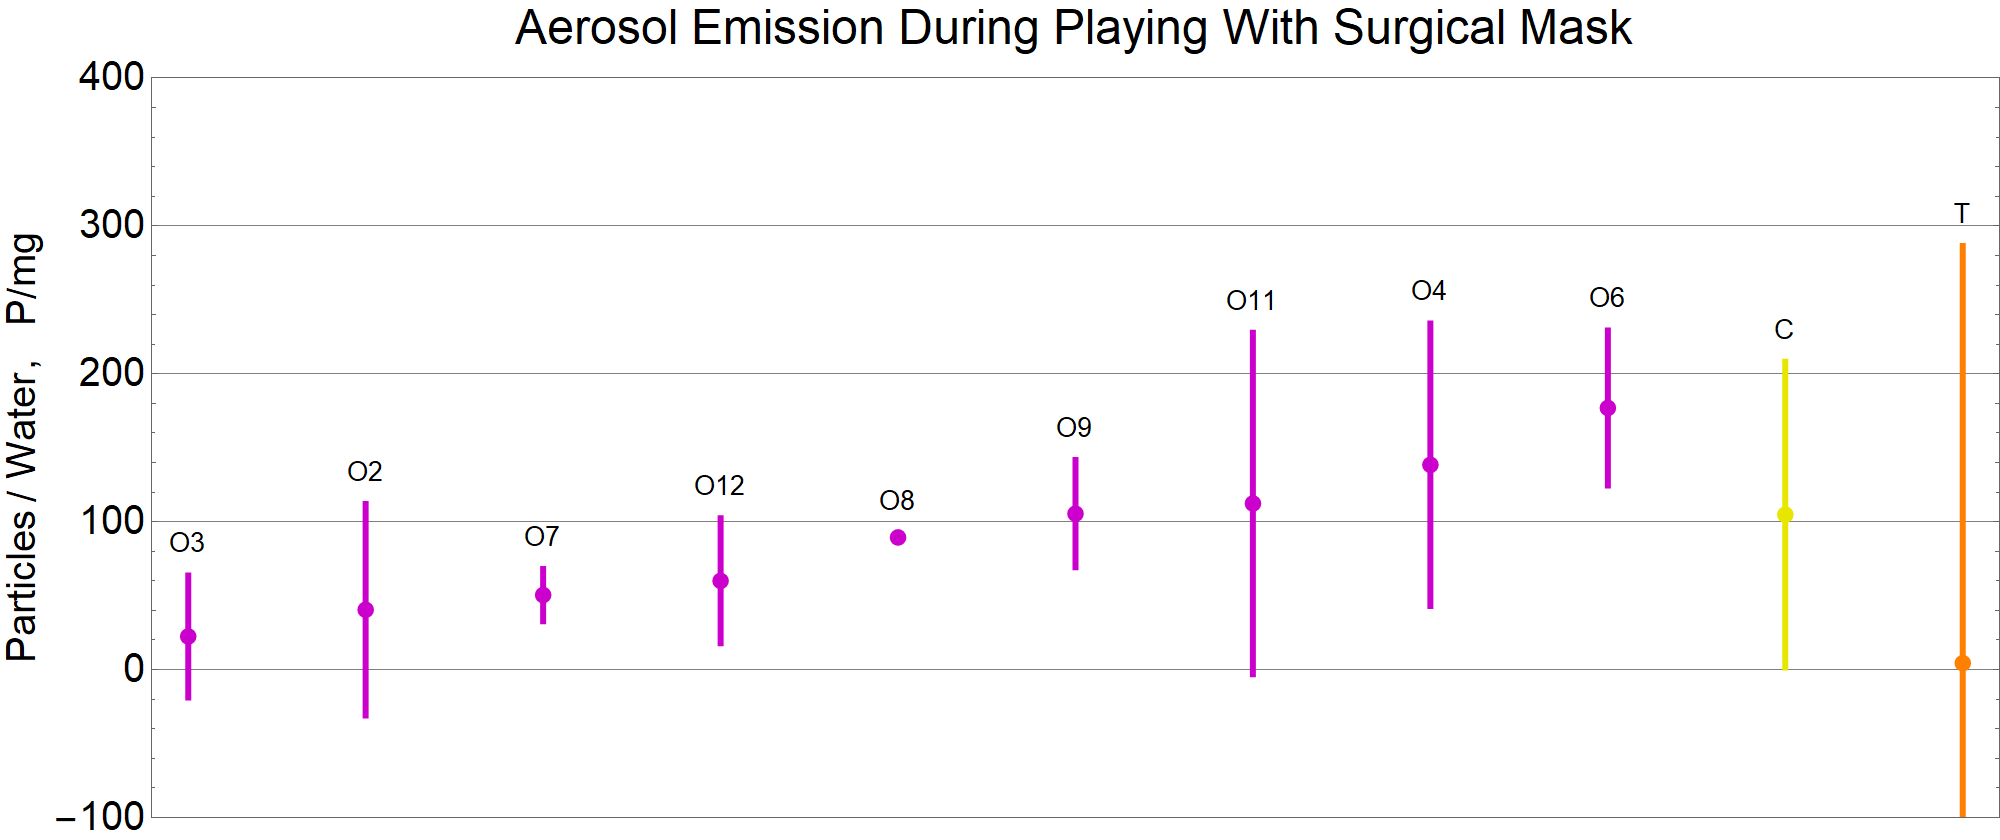 Aerosol Emission During Playing With Surgical Mask
Particles / Water, P/mg
400
300
200
100
0
−100
O3
O2
O7
O12
O8
O9
O11
O4
O6
C
T